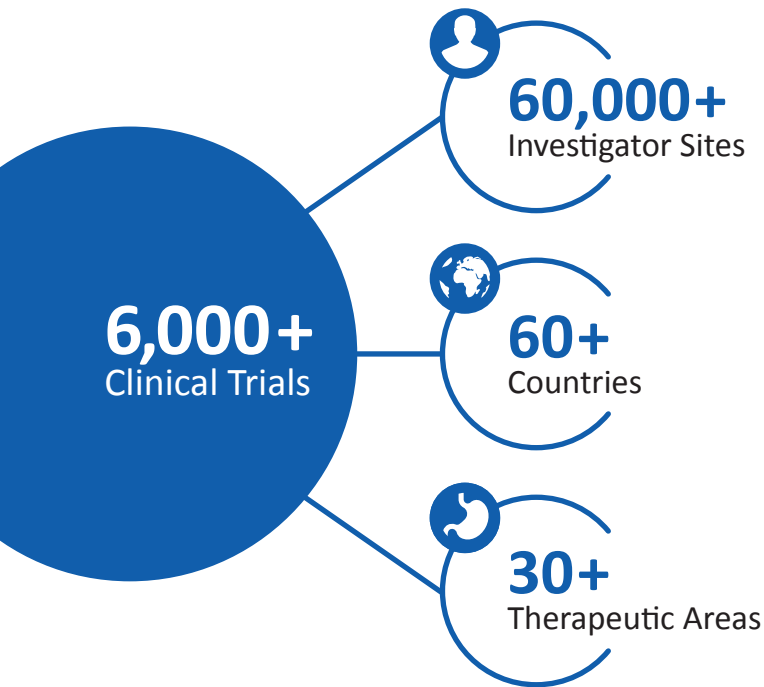 6,000+
Clinical Trials
60,000+
Investigator Sites
60+
Countries
30+
Therapeutic Areas